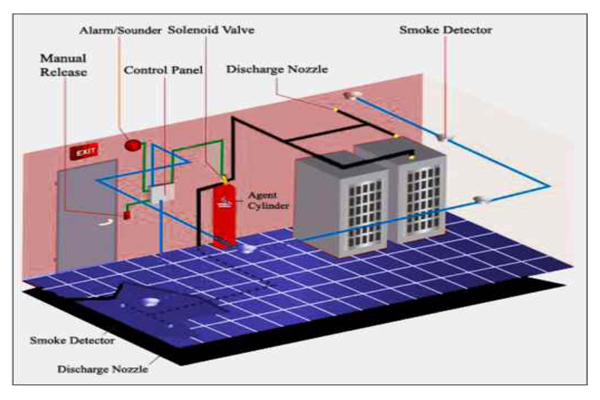 Alarm/Sounder Solenoid Valve
Smoke Detector
Manual
Release
Control Panel
Discharge Nozzle
EXIT
Agent
Cylinder
Smoke Detector
Discharge Nozzle